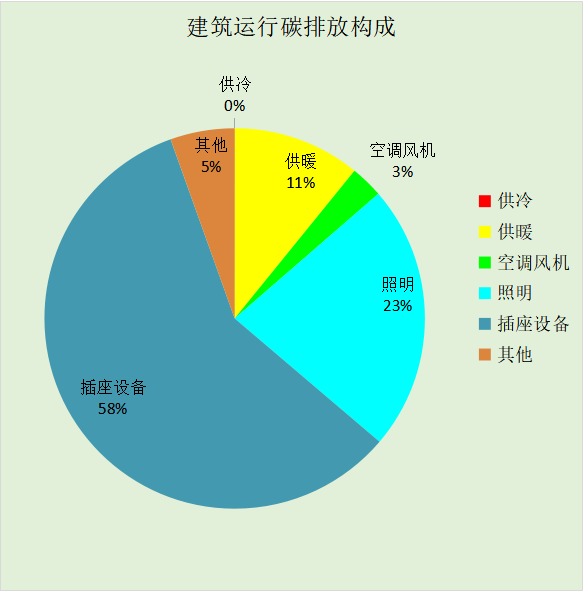 建筑运行碳排放构成
供冷
0%
其他
5%
供暖
11%
空调风机
3%
照明
23%
插座设备
58%
供冷
供暖
空调风机
照明
插座设备
其他